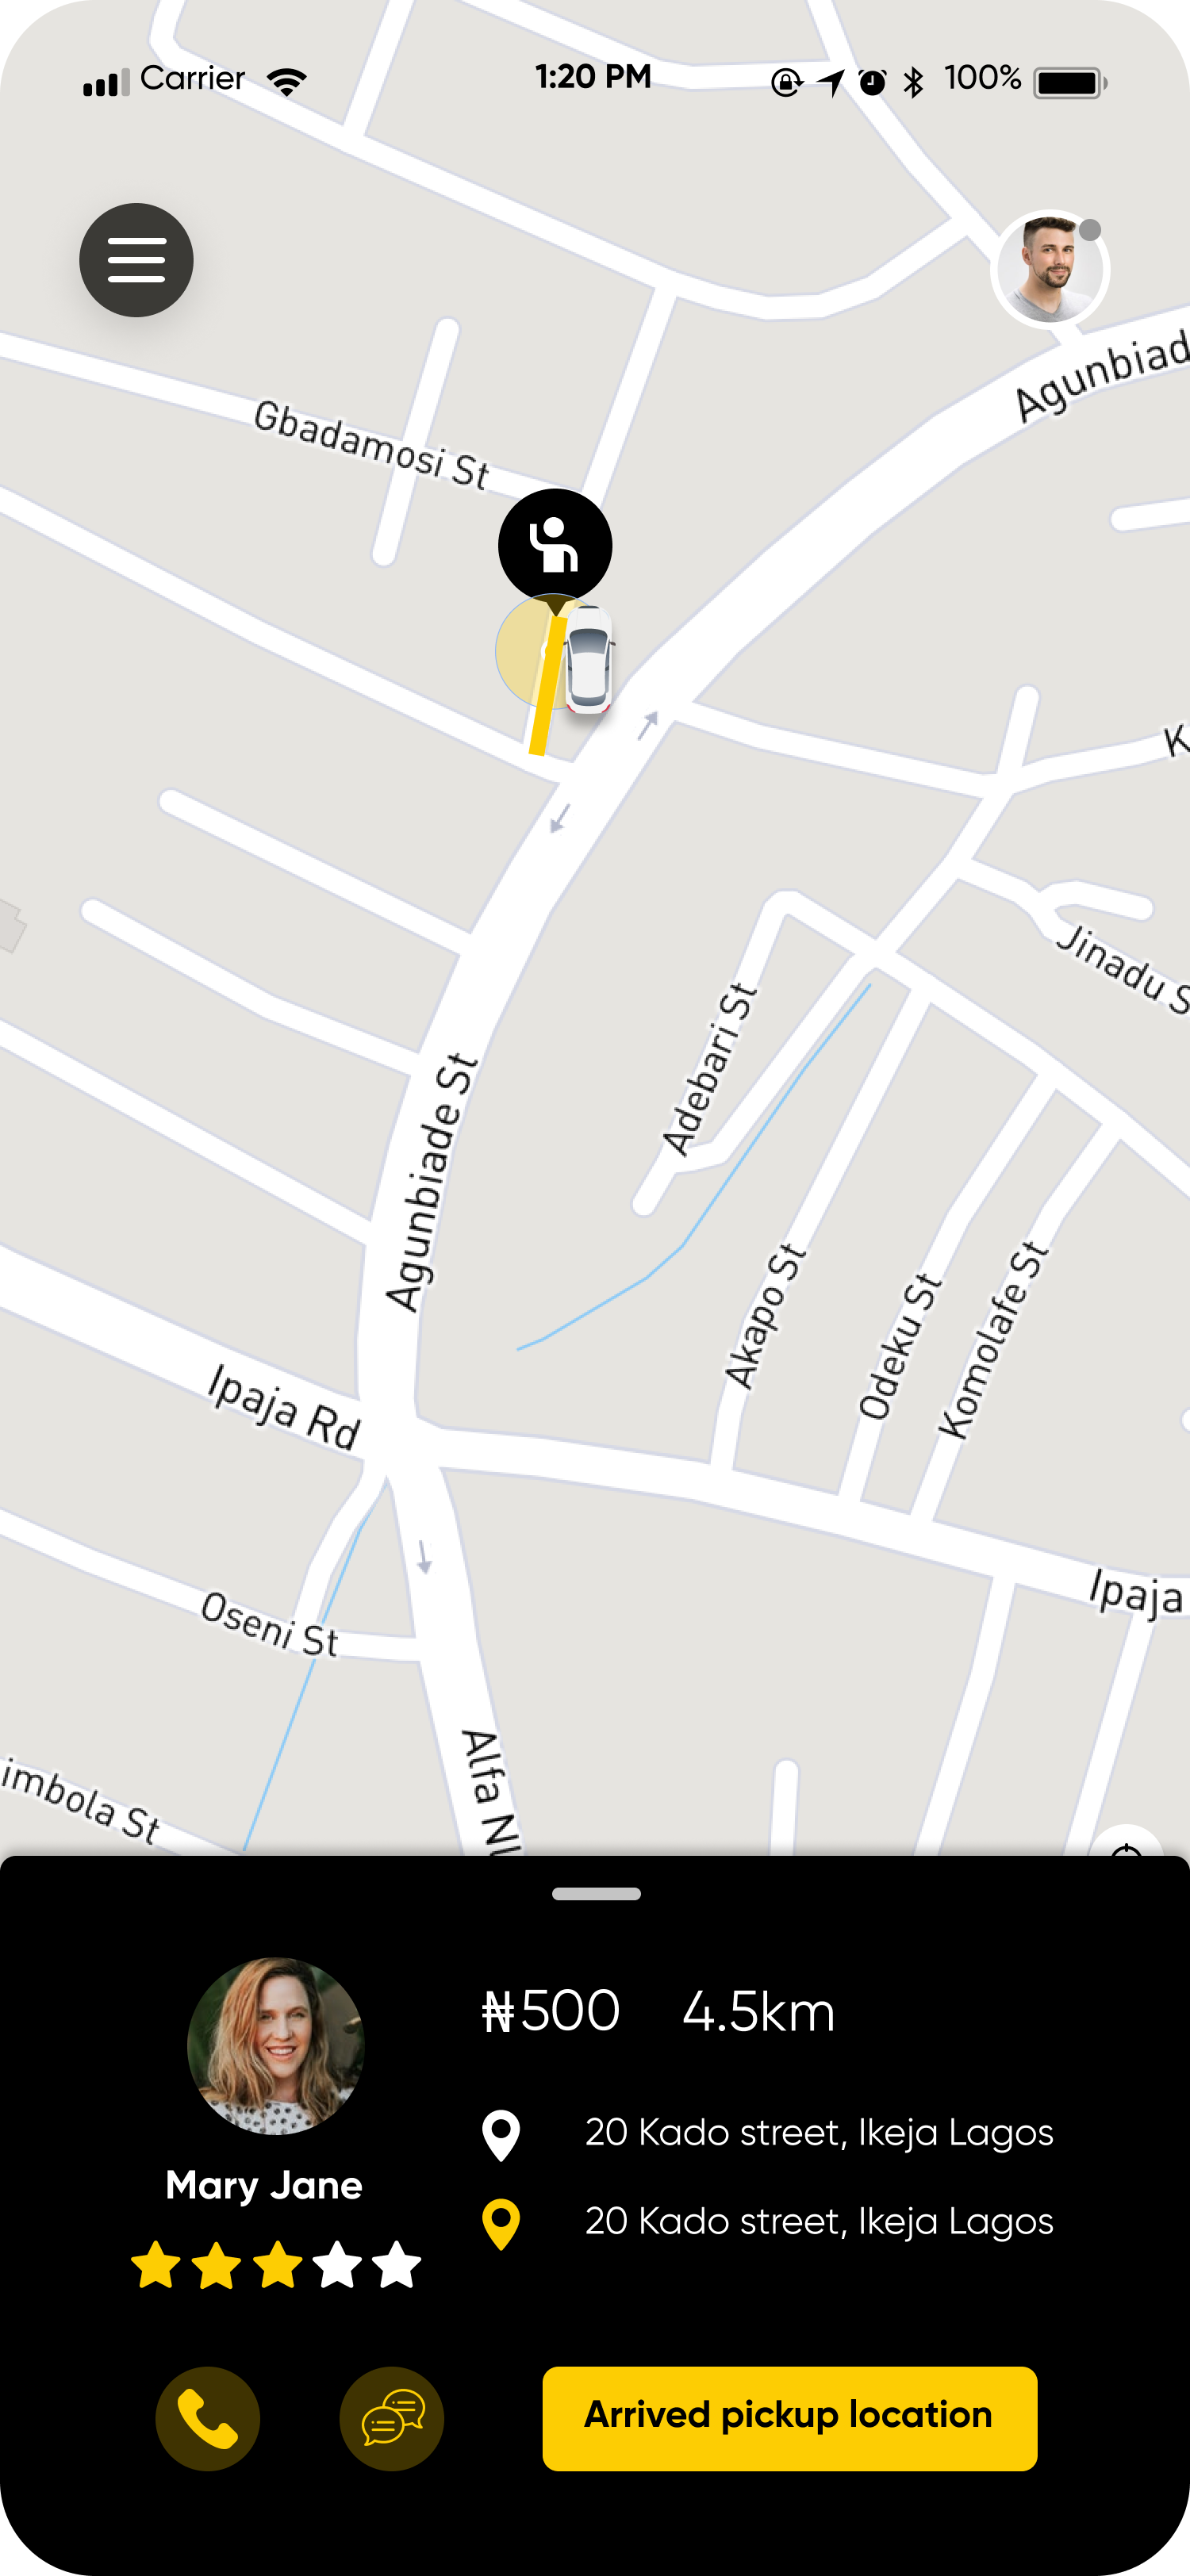 Carrier 1:20 PM 100%
Agunbiad
Gbadamosi St
K
Jinadu S
Adebari St
Agunbiade St
Akapo St
Odeku St
Komolafe St
Ipaja Rd
Ipaja
Oseni St
Alfa Nl
imbola St
₦500 4.5km
20 Kado street, Ikeja Lagos
Mary Jane
20 Kado street, Ikeja Lagos
Arrived pickup location